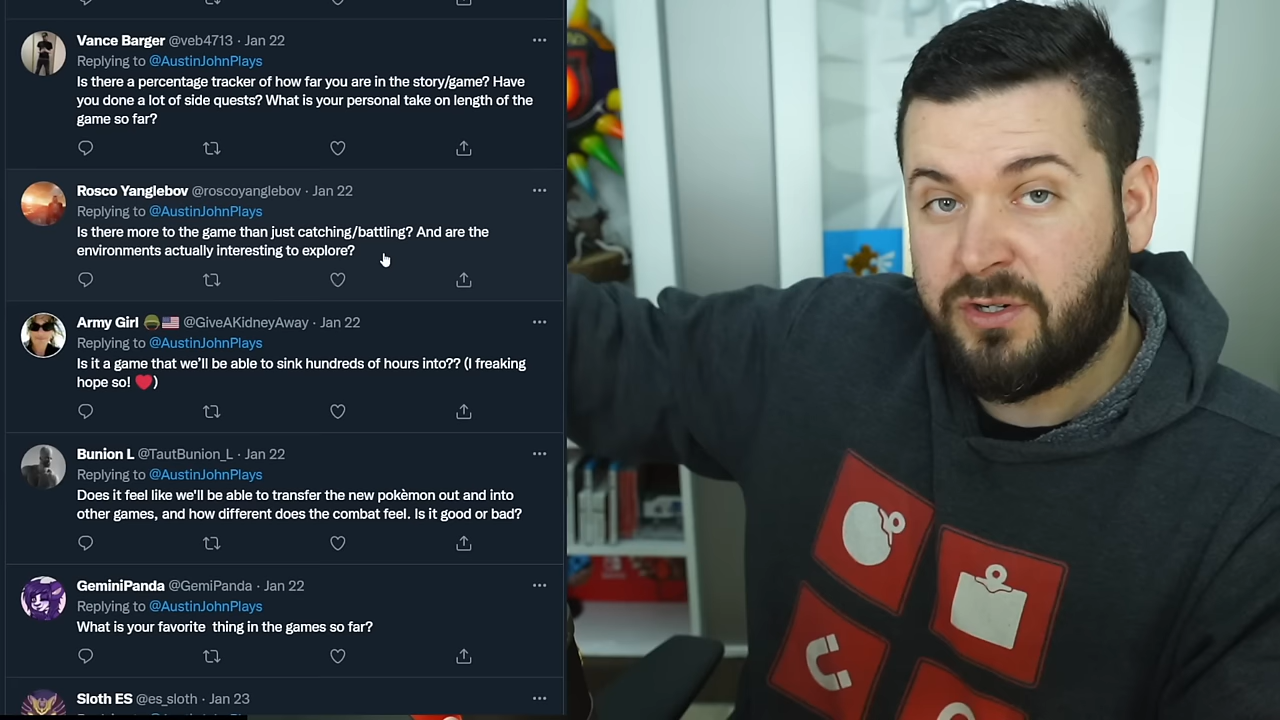 Vance Barger @veb4713 · Jan 22
Replying to @AustinJohnPlays
Is there a percentage tracker of how far you are in the story/game? Have
you done a lot of side quests? What is your personal take on length of the
game so far?
Rosco Yanglebov @roscoyanglebov · Jan 22
Replying to @AustinJohnPlays
Is there more to the game than just catching/battling? And are the
environments actually interesting to explore?
Army Girl 🪖🇺🇸 @GiveAKidneyAway · Jan 22
Replying to @AustinJohnPlays
Is it a game that we'll be able to sink hundreds of hours into?? (I freaking
hope so! ❤️)
Bunion L @TautBunion_L · Jan 22
Replying to @AustinJohnPlays
Does it feel like we'll be able to transfer the new pokèmon out and into
other games, and how different does the combat feel. Is it good or bad?
GeminiPanda @GemiPanda · Jan 22
Replying to @AustinJohnPlays
What is your favorite thing in the games so far?
Sloth ES @es_sloth · Jan 23